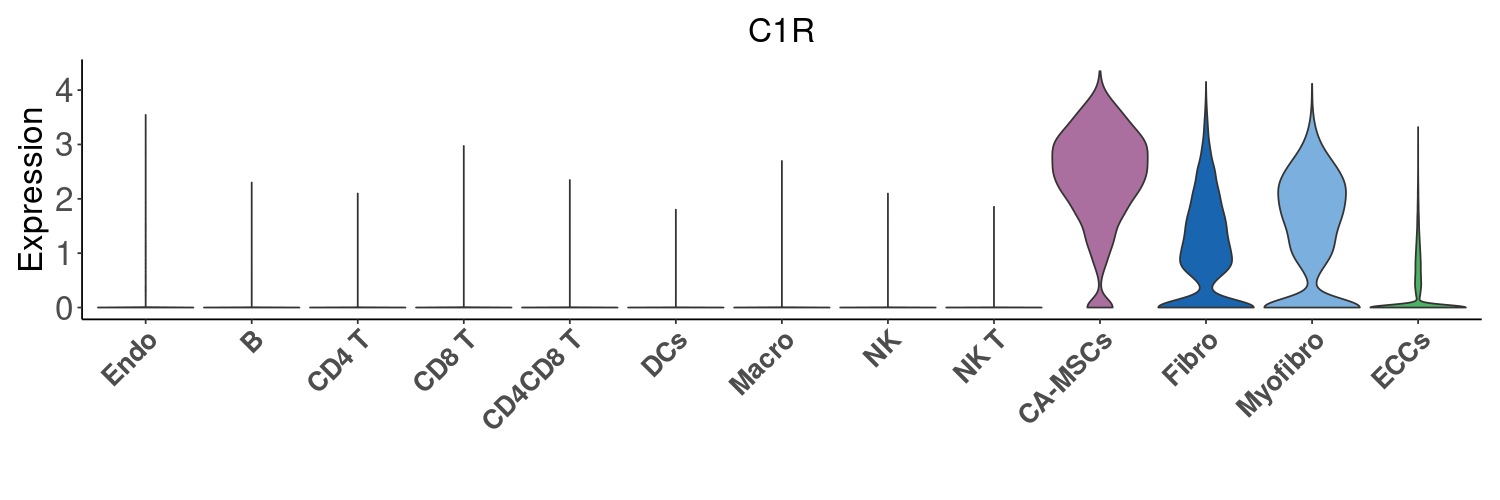 C1R
Expression
4
3
2
1
0
Endo
B
CD4 T
CD8 T
CD4CD8 T
DCs
Macro
NK
NK T
CA-MSCs
Fibro
Myofibro
ECCs